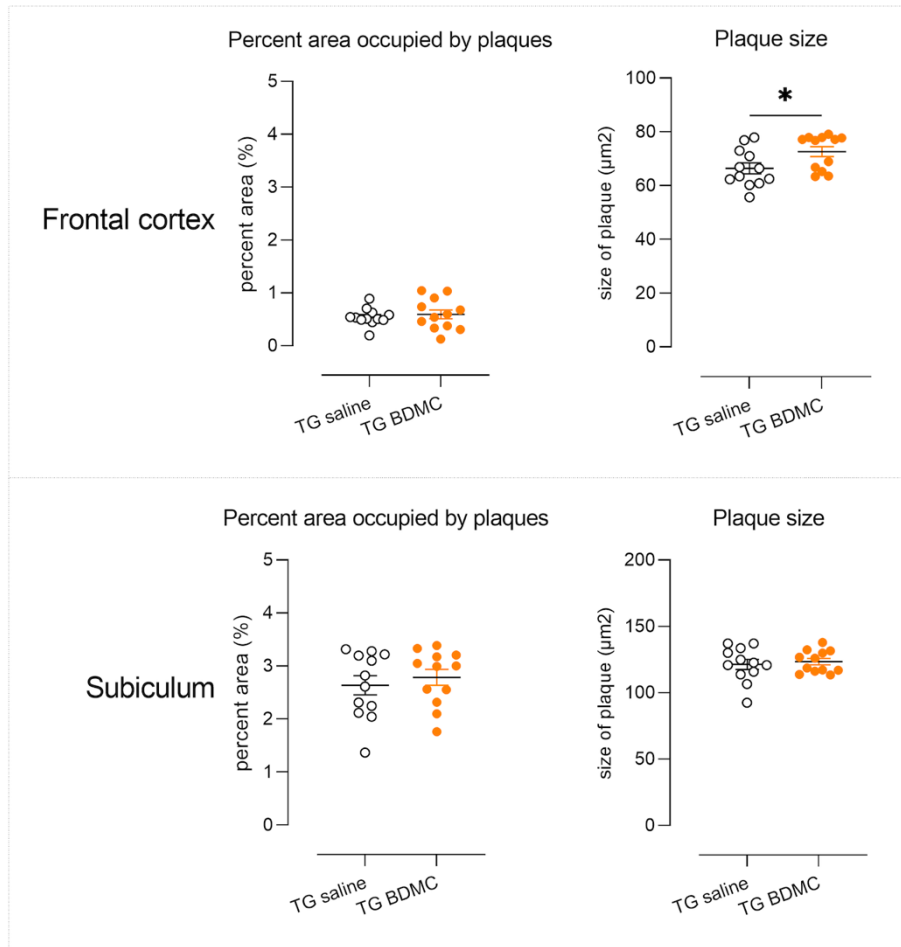 Percent area occupied by plaques
Plaque size
Frontal cortex
percent area (%)
5
4
3
2
1
0
TG saline
TG BDMC
size of plaque (µm2)
100
80
60
40
20
0
*
TG saline
TG BDMC
Percent area occupied by plaques
Plaque size
Subiculum
percent area (%)
5
4
3
2
1
0
TG saline
TG BDMC
size of plaque (µm2)
200
150
100
50
0
TG saline
TG BDMC